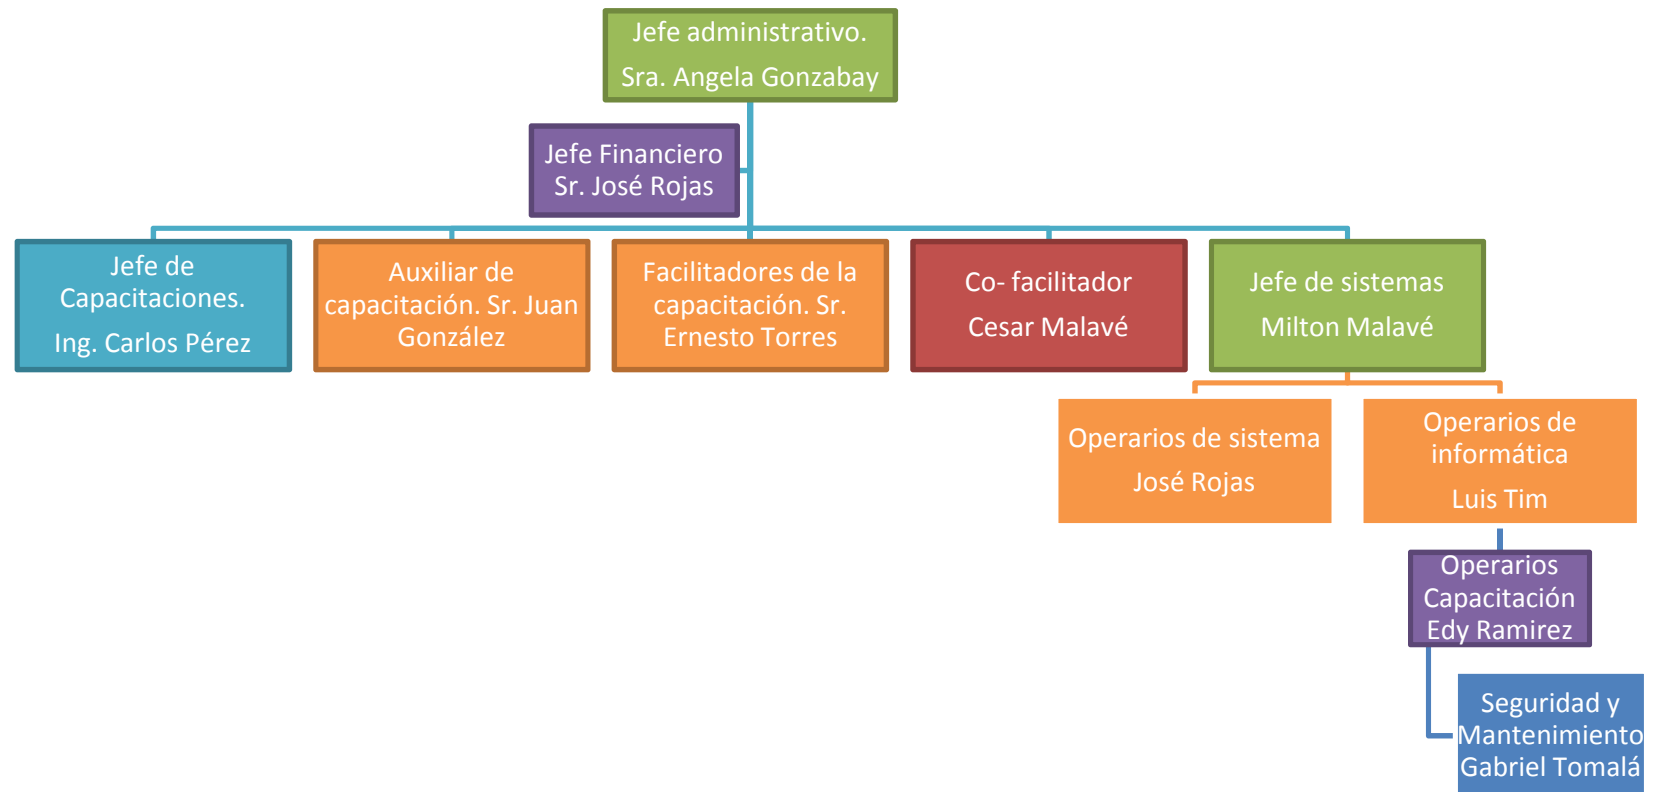 Jefe administrativo.
Sra. Angela Gonzabay
Jefe Financiero
Sr. José Rojas
Jefe de
Capacitaciones.
Ing. Carlos Pérez
Auxiliar de
capacitación. Sr. Juan
González
Facilitadores de la
capacitación. Sr.
Ernesto Torres
Co- facilitador
Cesar Malavé
Jefe de sistemas
Milton Malavé
Operarios de sistema
José Rojas
Operarios de
informática
Luis Tim
Operarios
Capacitación
Edy Ramirez
Seguridad y
Mantenimiento
Gabriel Tomalá